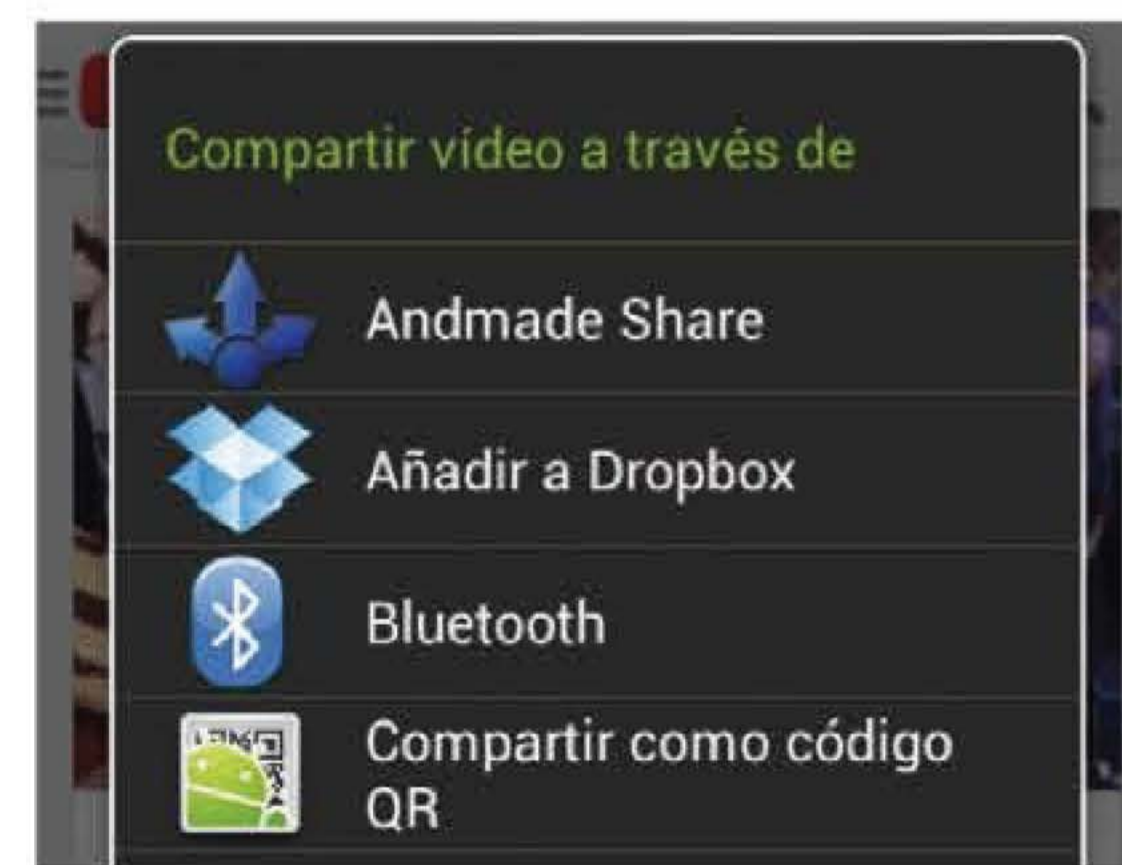 Compartir vídeo a través de
Andmade Share
Añadir a Dropbox
Bluetooth
Compartir como código
QR